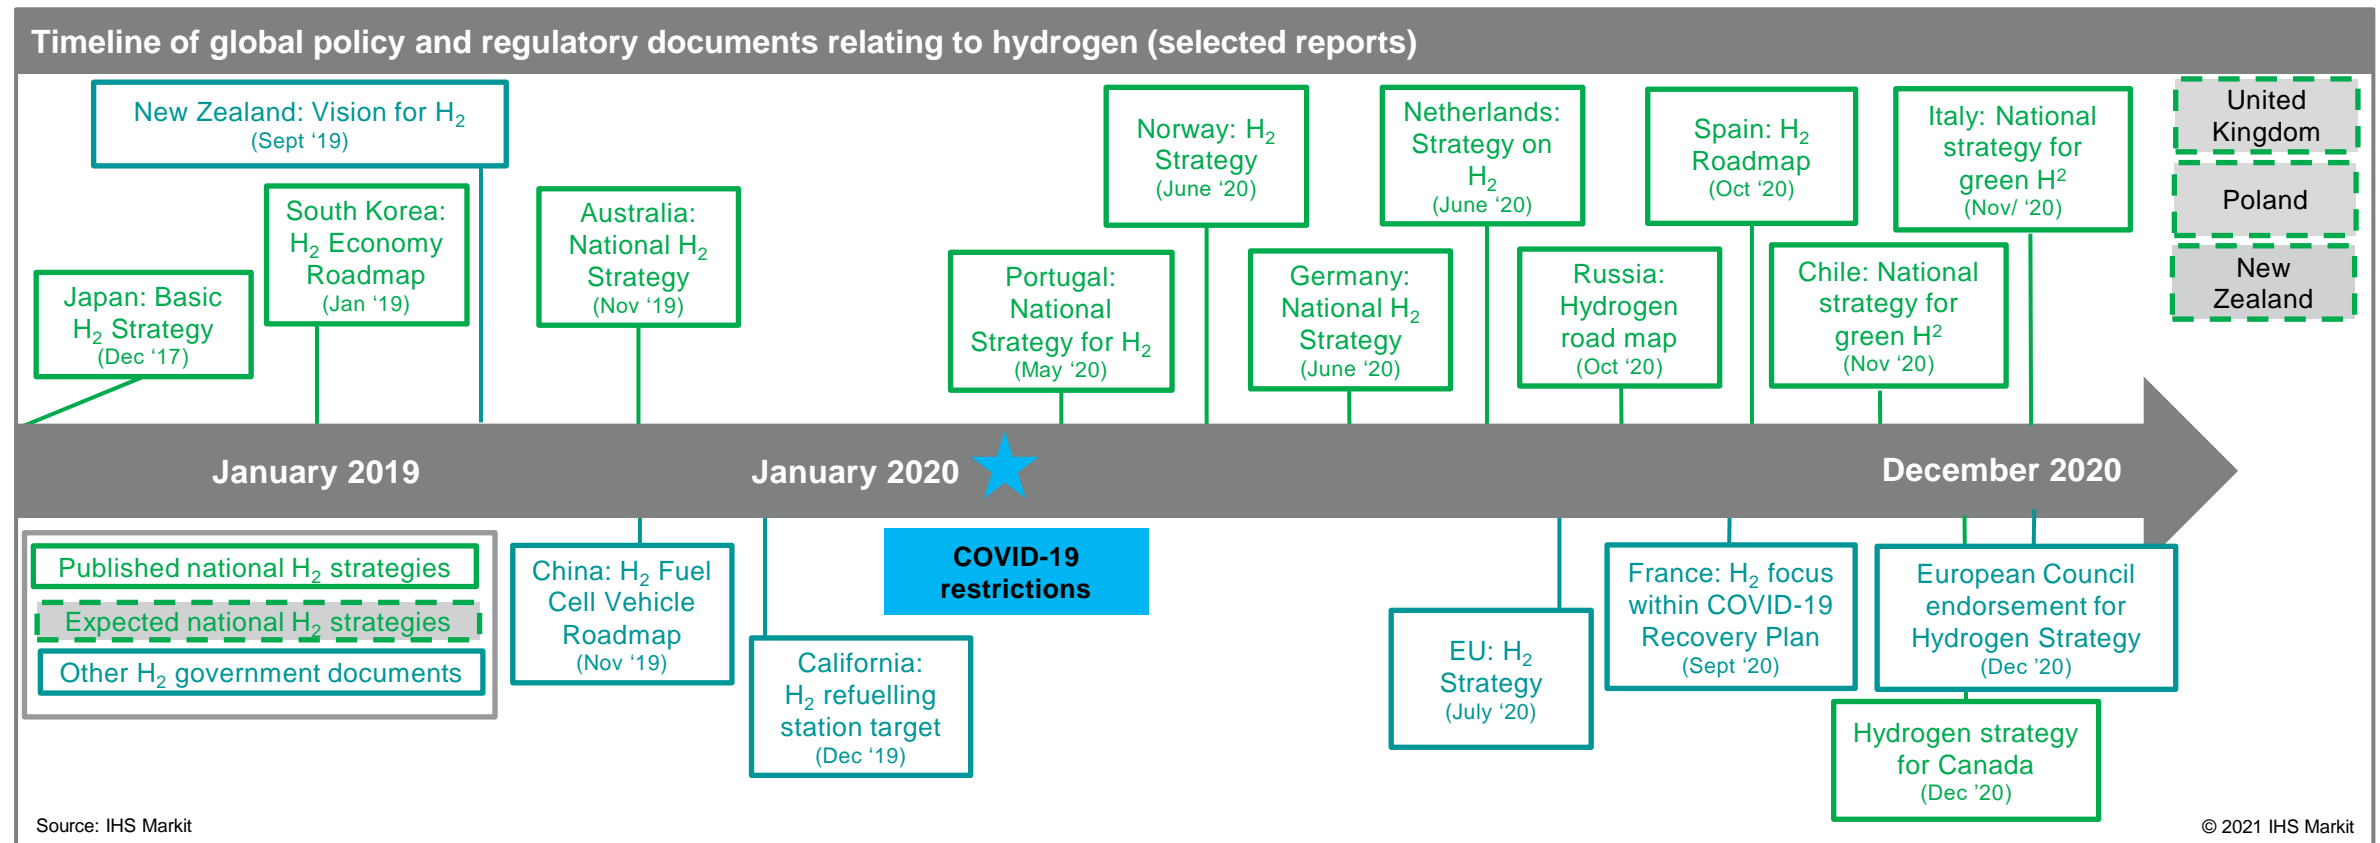 Timeline of global policy and regulatory documents relating to hydrogen (selected reports)
New Zealand: Vision for H₂
(Sept ‘19)
Japan: Basic
H₂ Strategy
(Dec ‘17)
South Korea:
H₂ Economy
Roadmap
(Jan ‘19)
Australia:
National H₂
Strategy
(Nov ‘19)
Portugal:
National
Strategy for H₂
(May ‘20)
Norway: H₂
Strategy
(June ‘20)
Germany:
National H₂
Strategy
(June ‘20)
Netherlands:
Strategy on
H₂
(June ‘20)
Russia:
Hydrogen
road map
(Oct ‘20)
Spain: H₂
Roadmap
(Oct ‘20)
Chile: National
strategy for
green H²
(Nov ‘20)
Italy: National
strategy for
green H²
(Nov/ ‘20)
United
Kingdom
Poland
New
Zealand
January 2019
January 2020
December 2020
Published national H₂ strategies
Expected national H₂ strategies
Other H₂ government documents
China: H₂ Fuel
Cell Vehicle
Roadmap
(Nov ‘19)
California:
H₂ refuelling
station target
(Dec ‘19)
COVID-19
restrictions
EU: H₂
Strategy
(July ‘20)
France: H₂ focus
within COVID-19
Recovery Plan
(Sept ‘20)
European Council
endorsement for
Hydrogen Strategy
(Dec ’20)
Hydrogen strategy
for Canada
(Dec ’20)
Source: IHS Markit
© 2021 IHS Markit